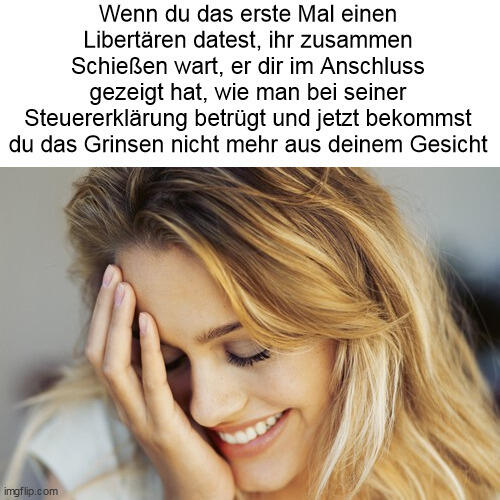 Wenn du das erste Mal einen
Libertären datest, ihr zusammen
Schießen wart, er dir im Anschluss
gezeigt hat, wie man bei seiner
Steuererklärung betrügt und jetzt bekommst
du das Grinsen nicht mehr aus deinem Gesicht
imgflip.com